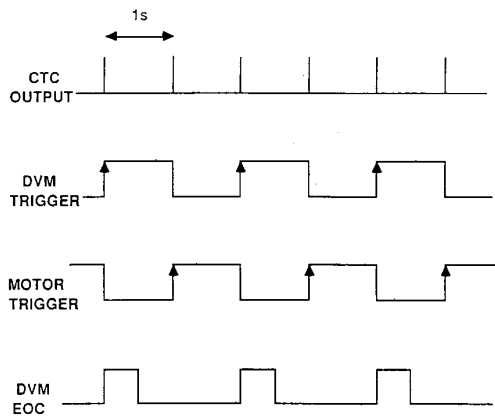 1s
CTC
OUTPUT
DVM
TRIGGER
MOTOR
TRIGGER
DVM
EOC